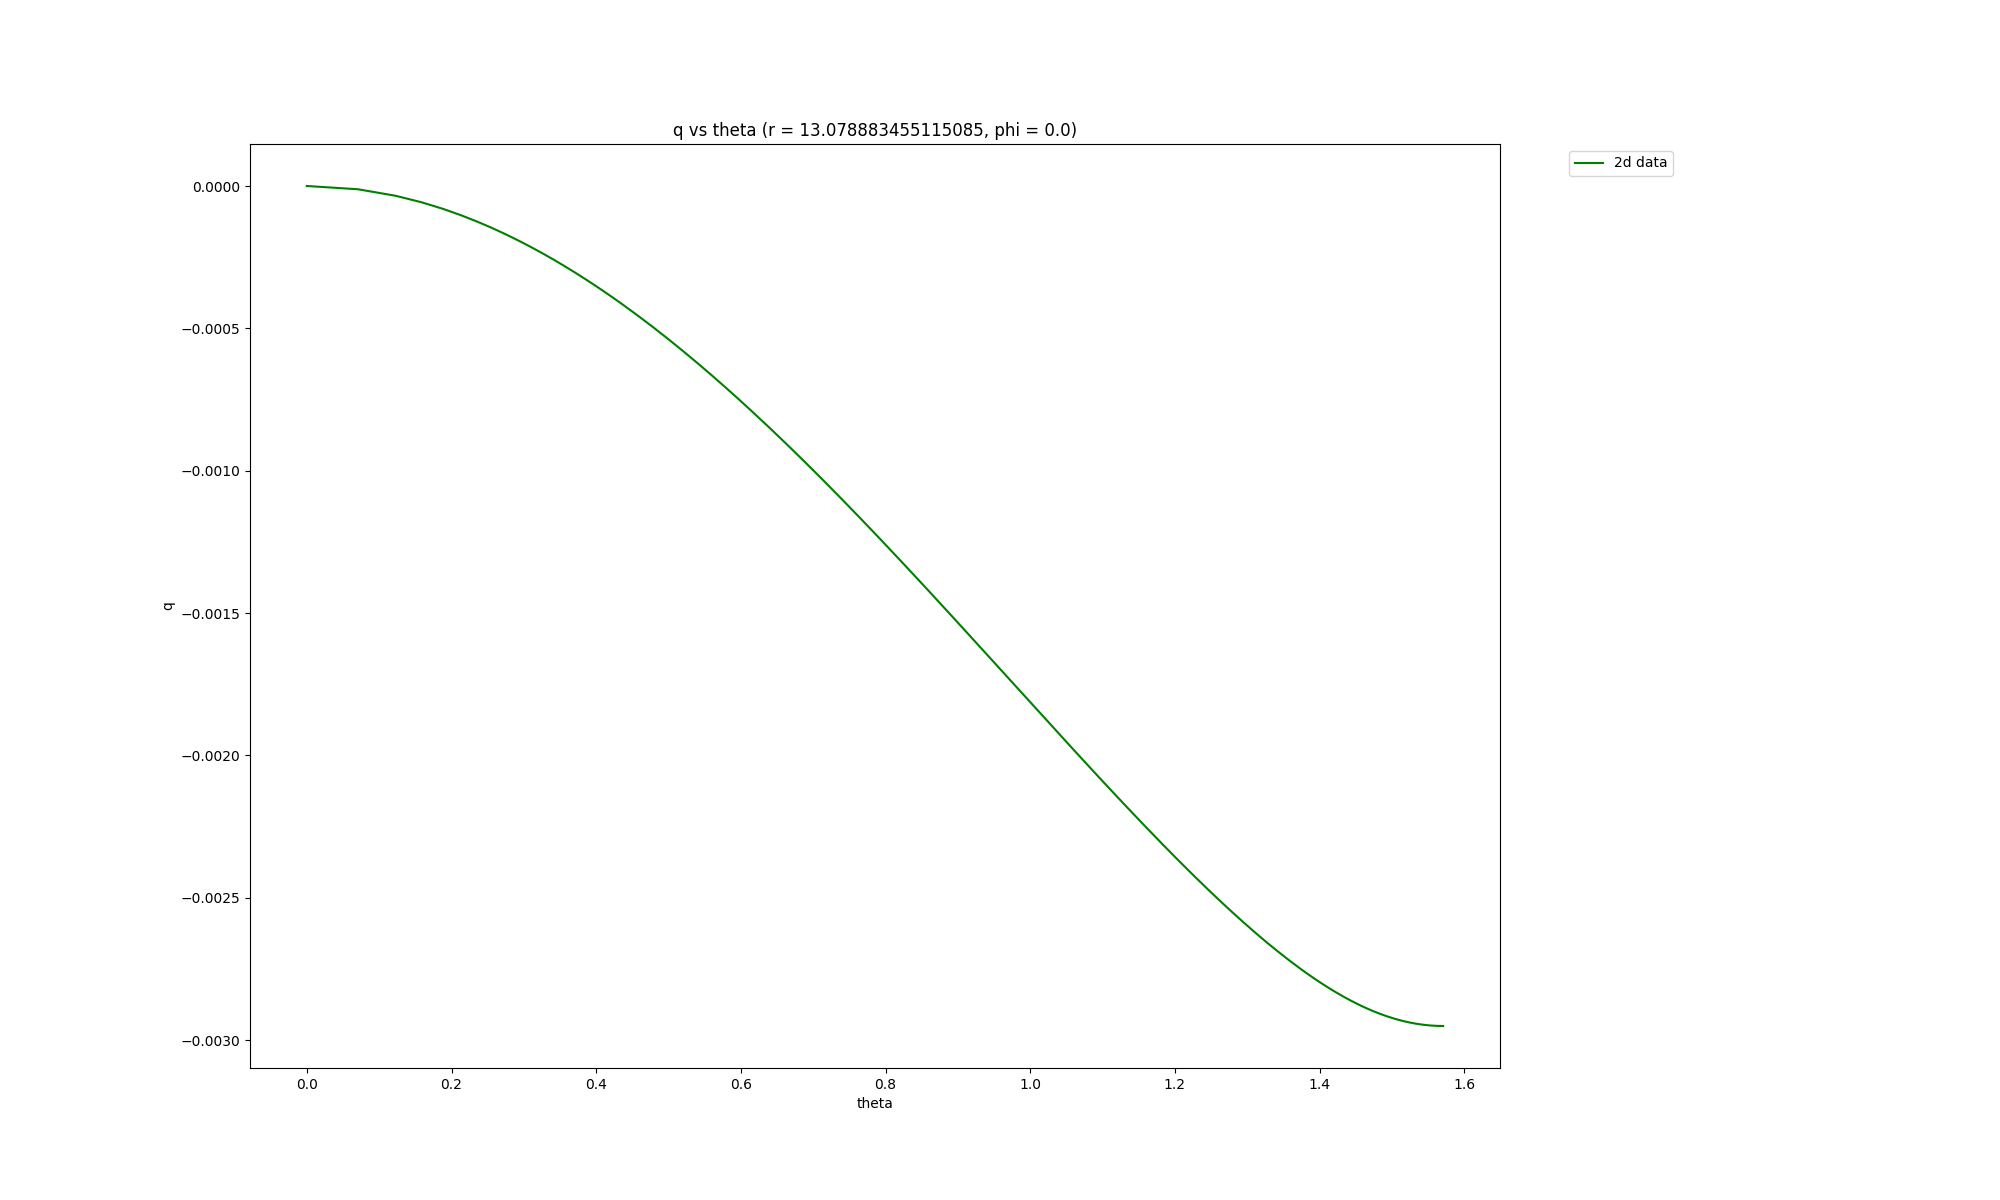 q vs theta (r = 13.078883455115085, phi = 0.0)
2d data
0.0000
−0.0005
−0.0010
−0.0015
−0.0020
−0.0025
−0.0030
q
0.0 0.2 0.4 0.6 0.8 1.0 1.2 1.4 1.6
theta